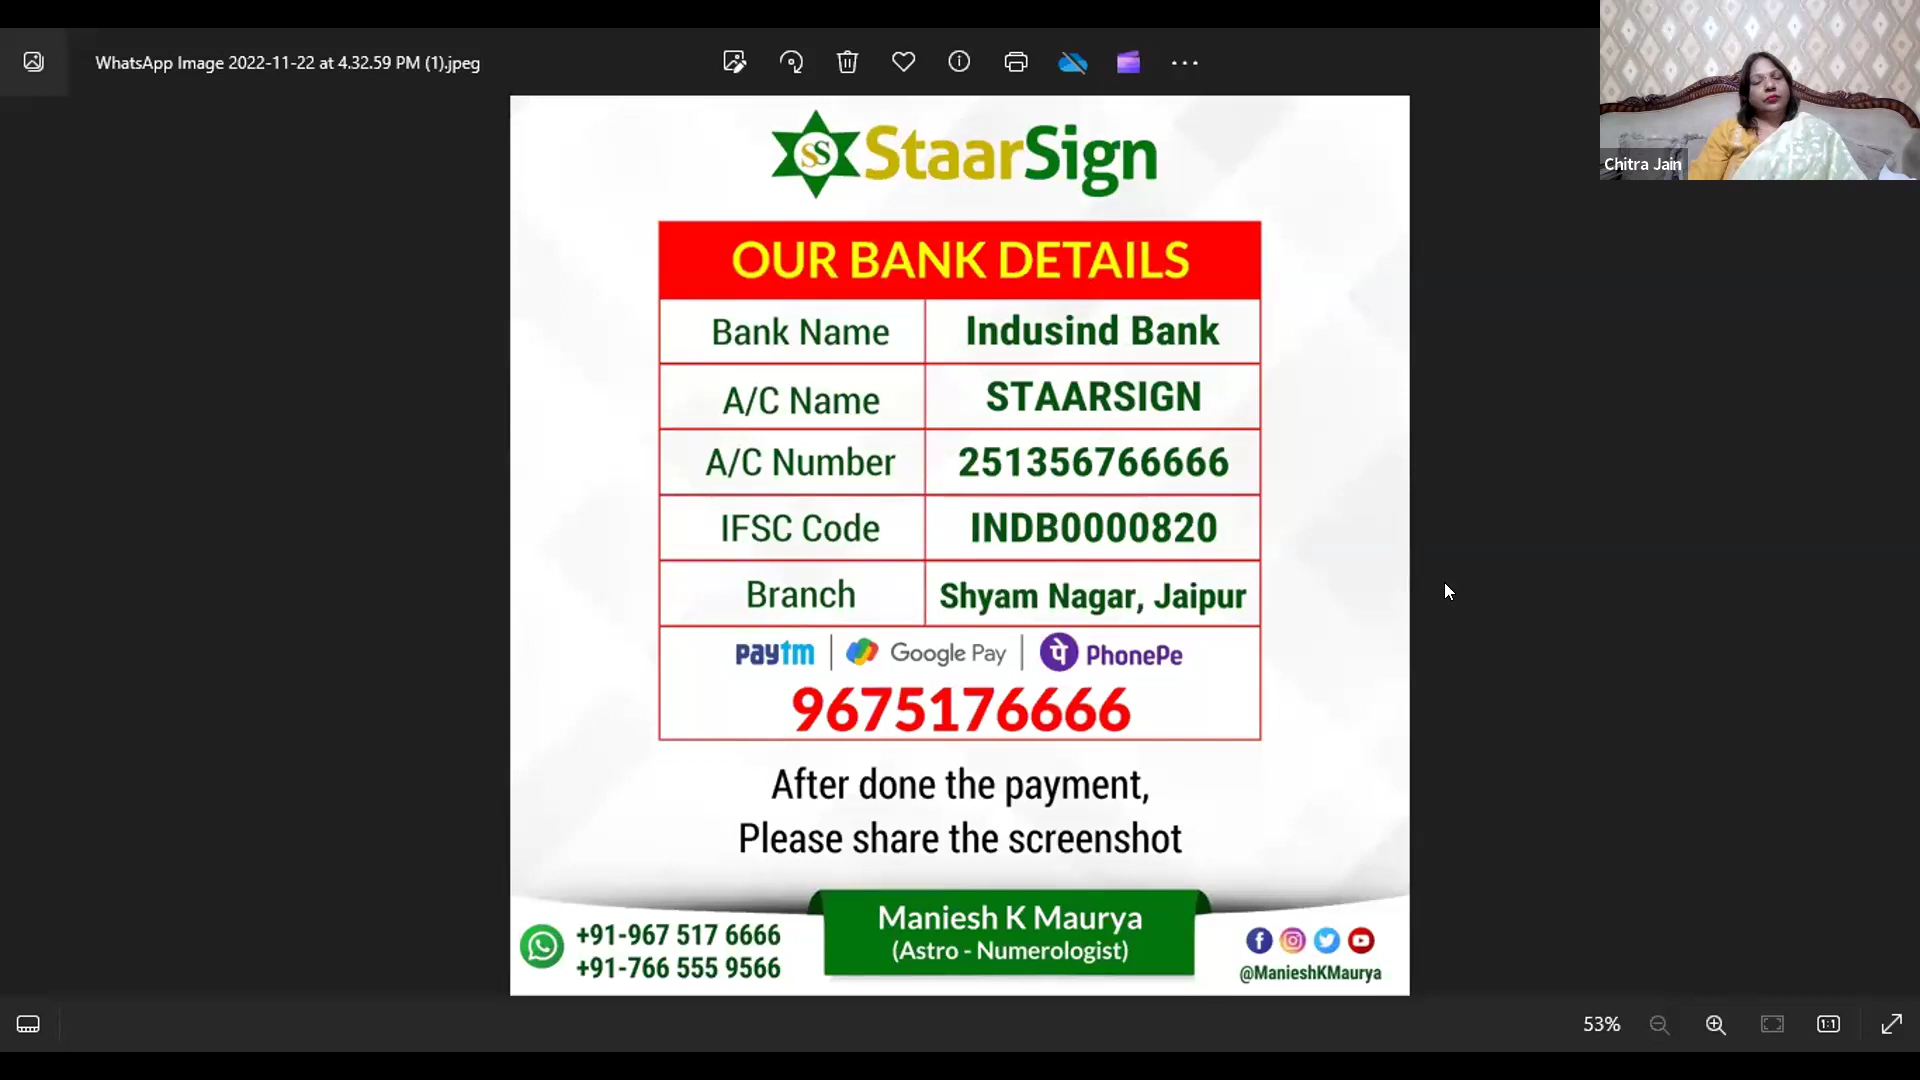 WhatsApp Image 2022-11-22 at 4.32.59 PM (1).jpeg
Chitra Jain
SS StaarSign
OUR BANK DETAILS
Bank Name Indusind Bank
A/C Name STAARSIGN
A/C Number 251356766666
IFSC Code INDB0000820
Branch Shyam Nagar, Jaipur
paytm | Google Pay | पे PhonePe
9675176666
After done the payment,
Please share the screenshot
+91-967 517 6666
+91-766 555 9566
Maniesh K Maurya
(Astro - Numerologist)
@ManieshKMaurya
53%
1:1